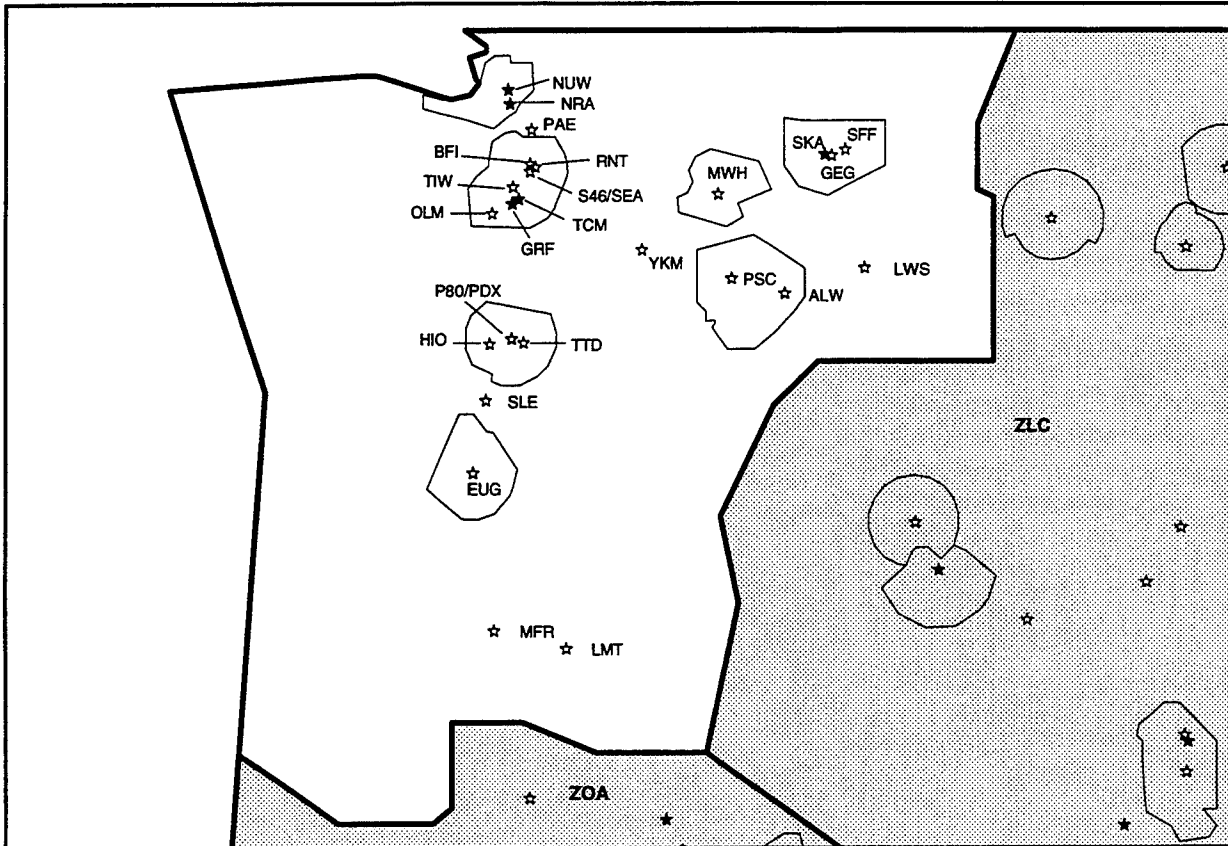 NUW
NRA
PAE
BFI
RNT
TIW
S46/SEA
OLM
TCM
GRF
SKA
SFF
GEG
MWH
YKM
PSC
ALW
LWS
P80/PDX
HIO
TTD
SLE
EUG
ZLC
MFR
LMT
ZOA